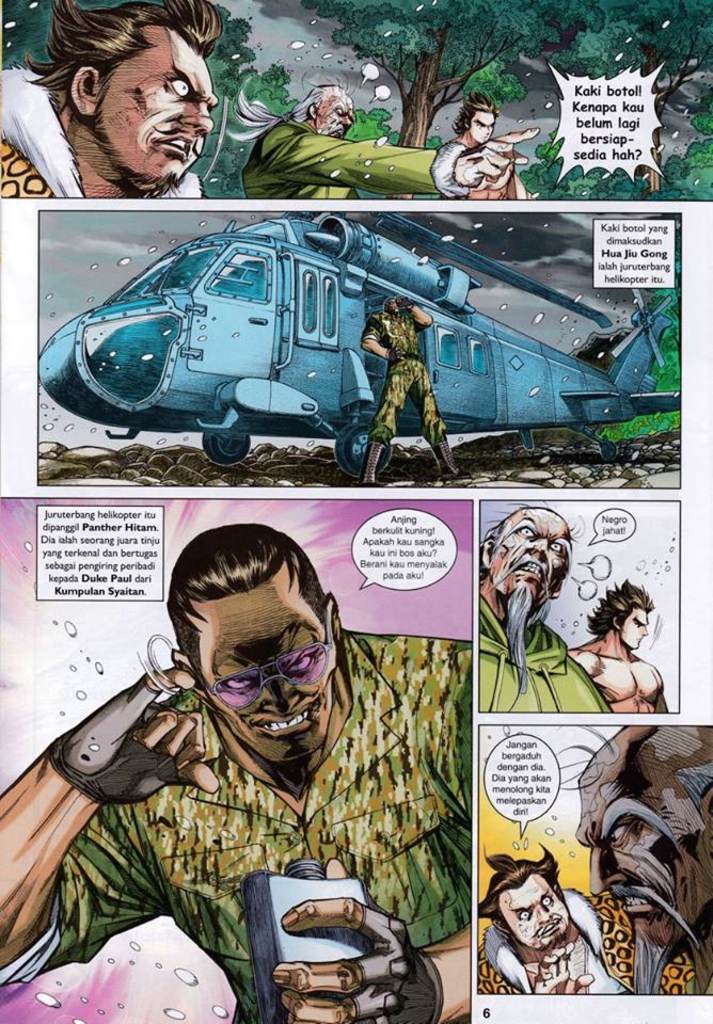 Kaki botol!
Kenapa kau
belum lagi
bersiap-
sedia hah?
Kaki botol yang
dimaksudkan
Hua Jiu Gong
ialah juruterbang
helikopter itu.
Juruterbang helikopter itu
dipanggil Panther Hitam.
Dia ialah seorang juara tinju
yang terkenal dan bertugas
sebagai pengiring peribadi
kepada Duke Paul dari
Kumpulan Syaitan.
Anjing
berkulit kuning!
Apakah kau sangka
kau ini bos aku?
Berani kau menyalak
pada aku!
Negro
jahat!
Jangan
bergaduh
dengan dia.
Dia yang akan
menolong kita
melepaskan
diri!
6